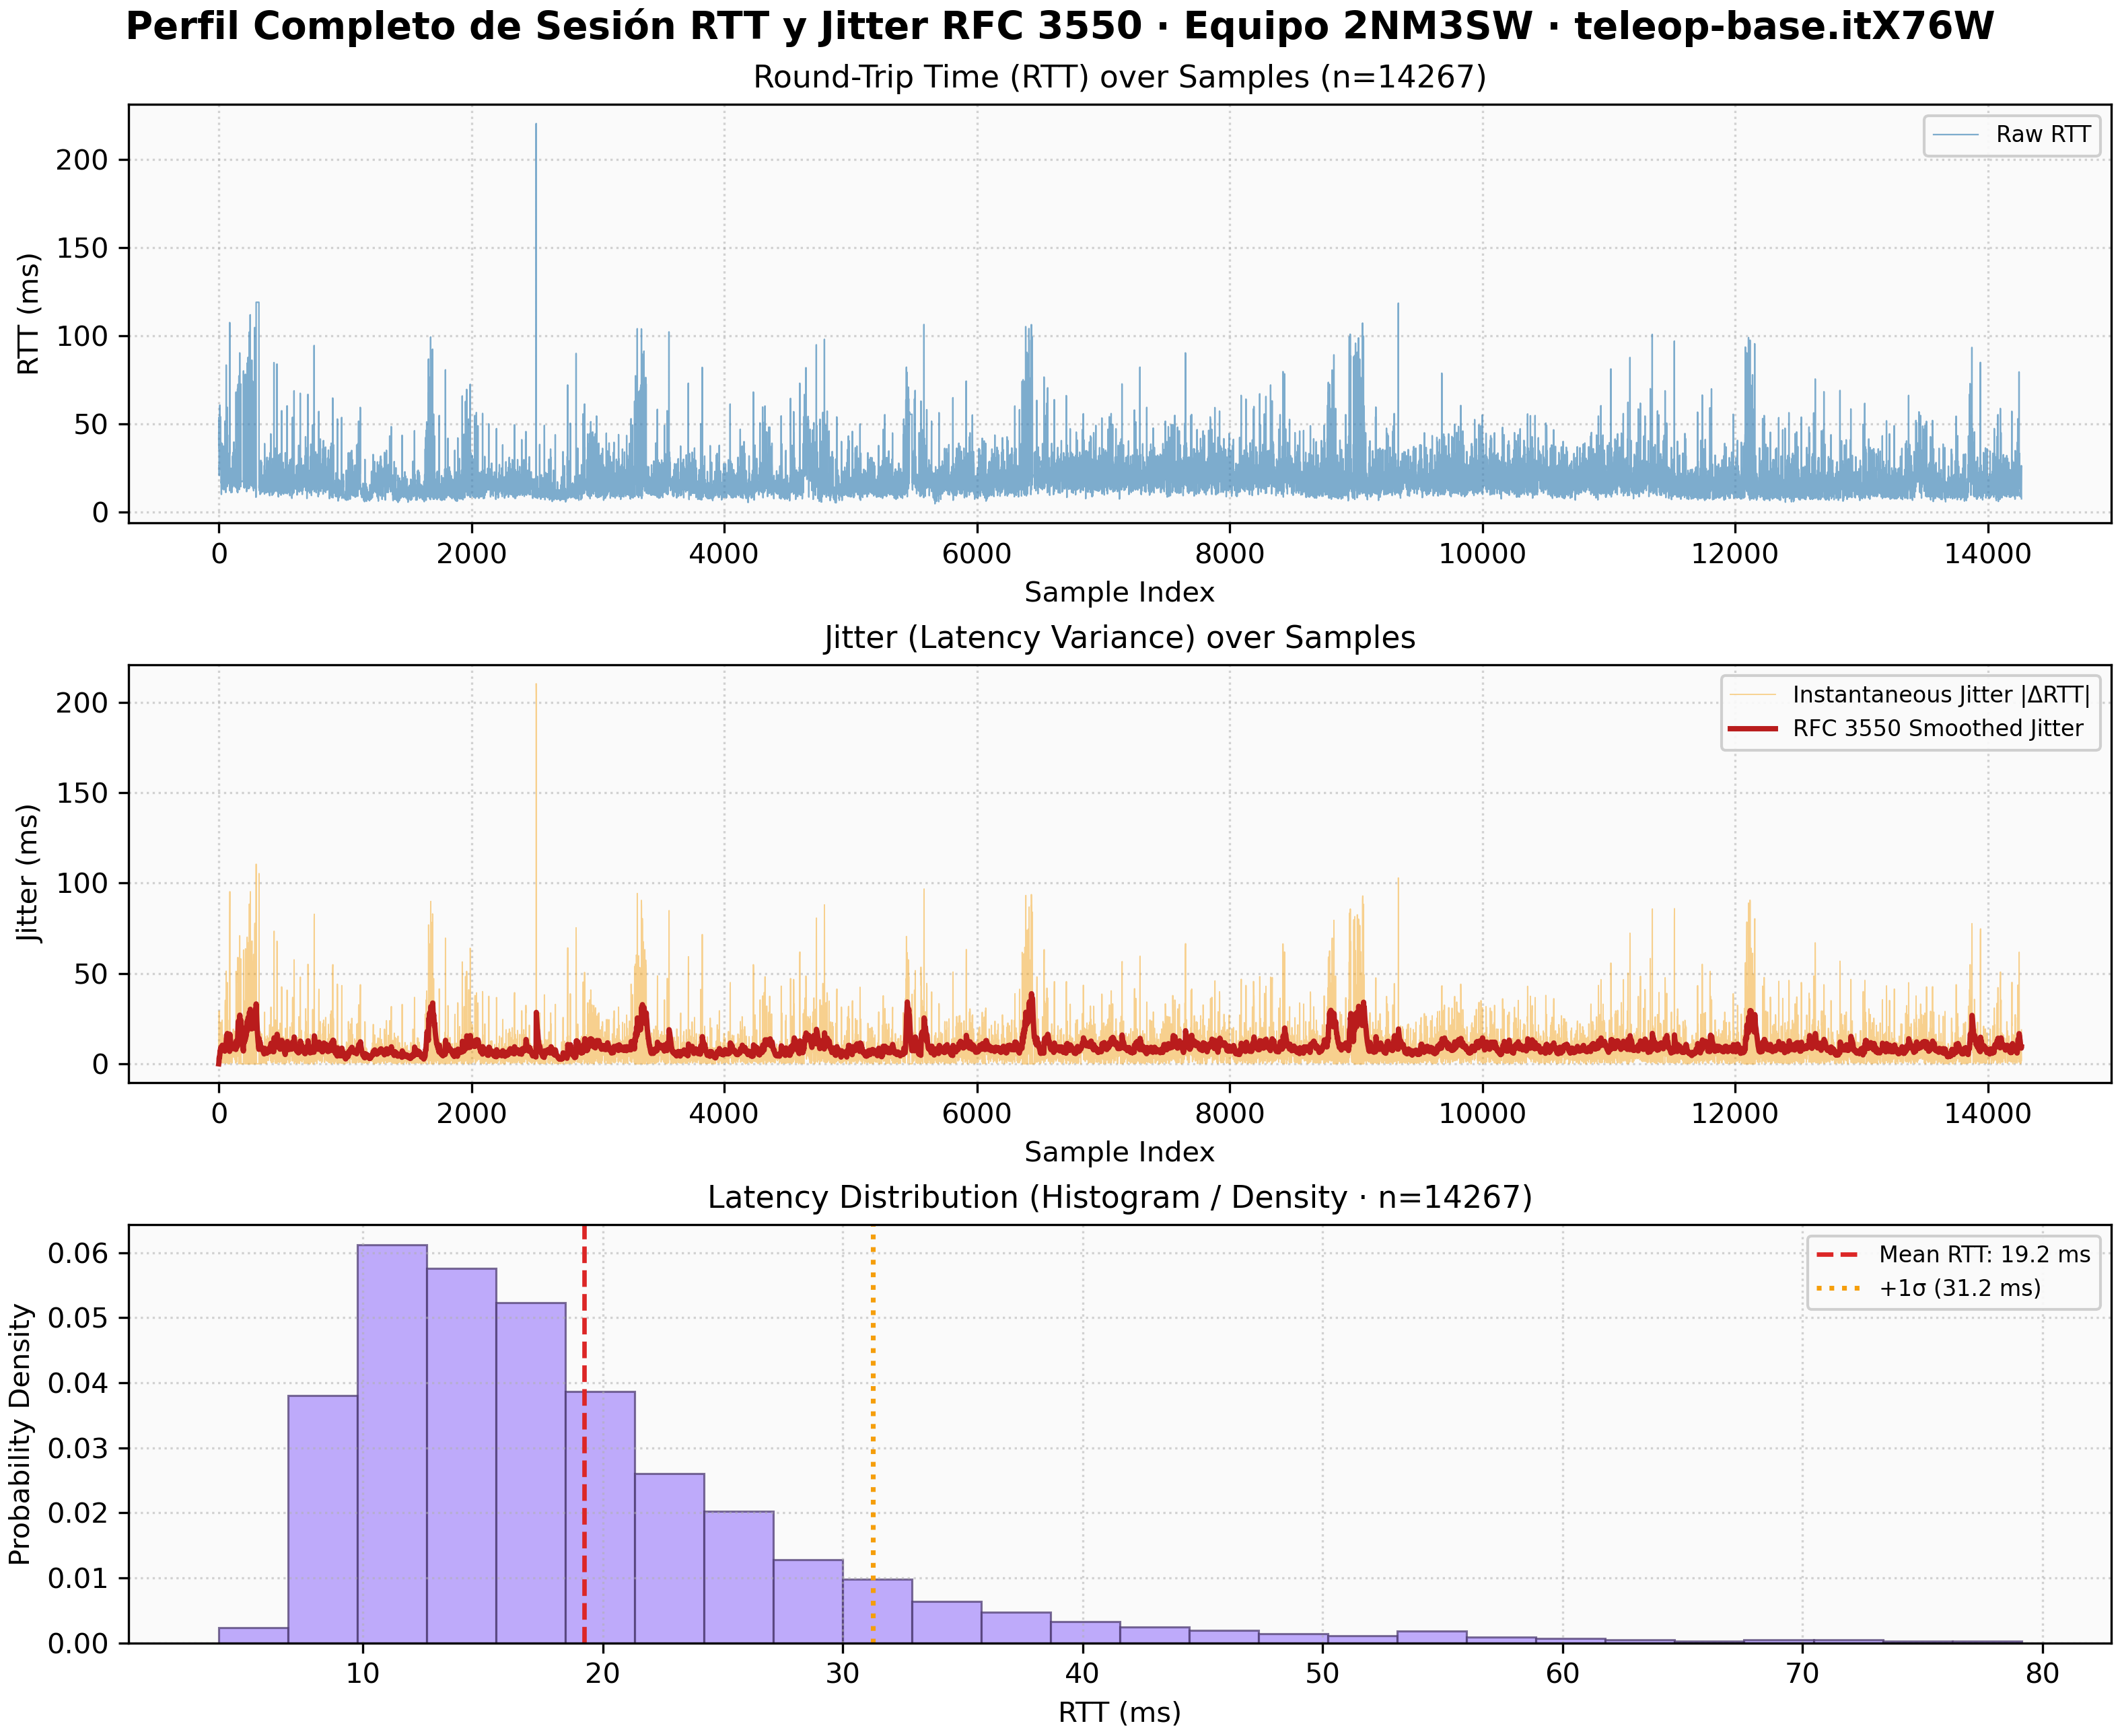 Perfil Completo de Sesión RTT y Jitter RFC 3550 · Equipo 2NM3SW · teleop-base.itX76W
Round-Trip Time (RTT) over Samples (n=14267)
Raw RTT
RTT (ms)
200
150
100
50
0
0 2000 4000 6000 8000 10000 12000 14000
Sample Index
Jitter (Latency Variance) over Samples
Instantaneous Jitter |ΔRTT|
RFC 3550 Smoothed Jitter
Jitter (ms)
200
150
100
50
0
0 2000 4000 6000 8000 10000 12000 14000
Sample Index
Latency Distribution (Histogram / Density · n=14267)
Mean RTT: 19.2 ms
+1σ (31.2 ms)
Probability Density
0.06
0.05
0.04
0.03
0.02
0.01
0.00
10 20 30 40 50 60 70 80
RTT (ms)